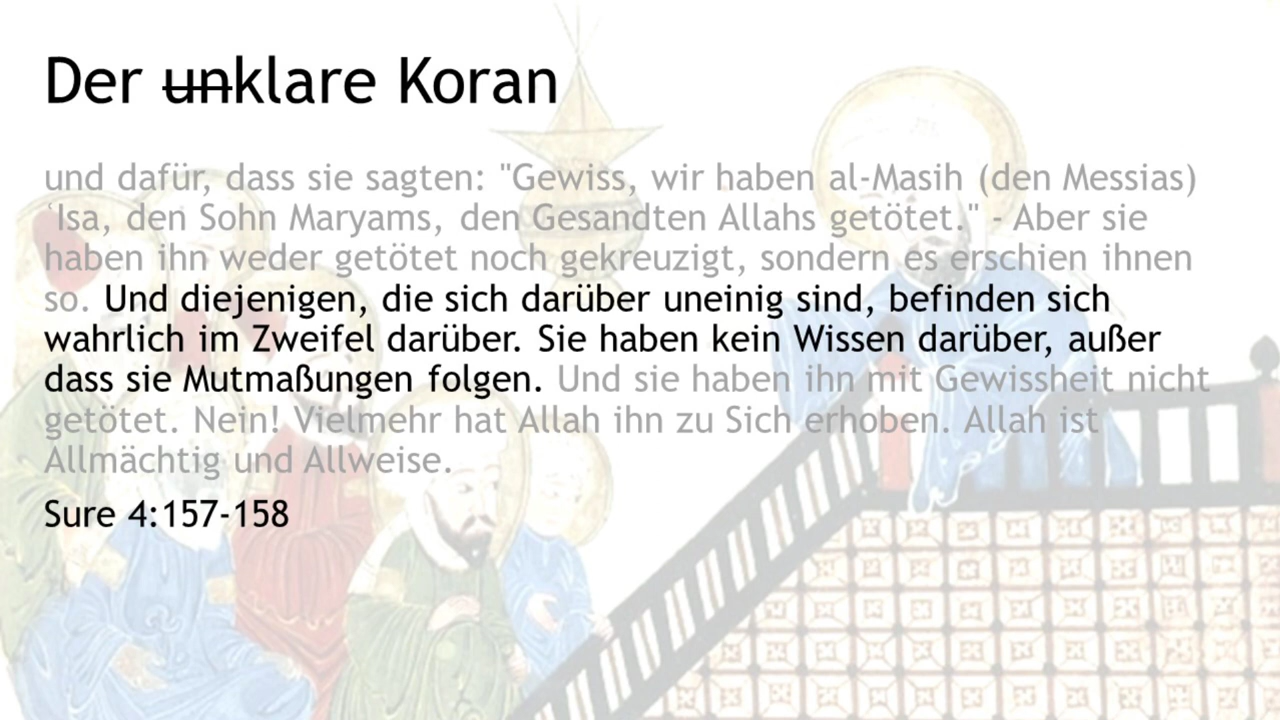 Der unklare Koran
und dafür, dass sie sagten: "Gewiss, wir haben al-Masih (den Messias)
ʿIsa, den Sohn Maryams, den Gesandten Allahs getötet." - Aber sie
haben ihn weder getötet noch gekreuzigt, sondern es erschien ihnen
so. Und diejenigen, die sich darüber uneinig sind, befinden sich
wahrlich im Zweifel darüber. Sie haben kein Wissen darüber, außer
dass sie Mutmaßungen folgen. Und sie haben ihn mit Gewissheit nicht
getötet. Nein! Vielmehr hat Allah ihn zu Sich erhoben. Allah ist
Allmächtig und Allweise.
Sure 4:157-158